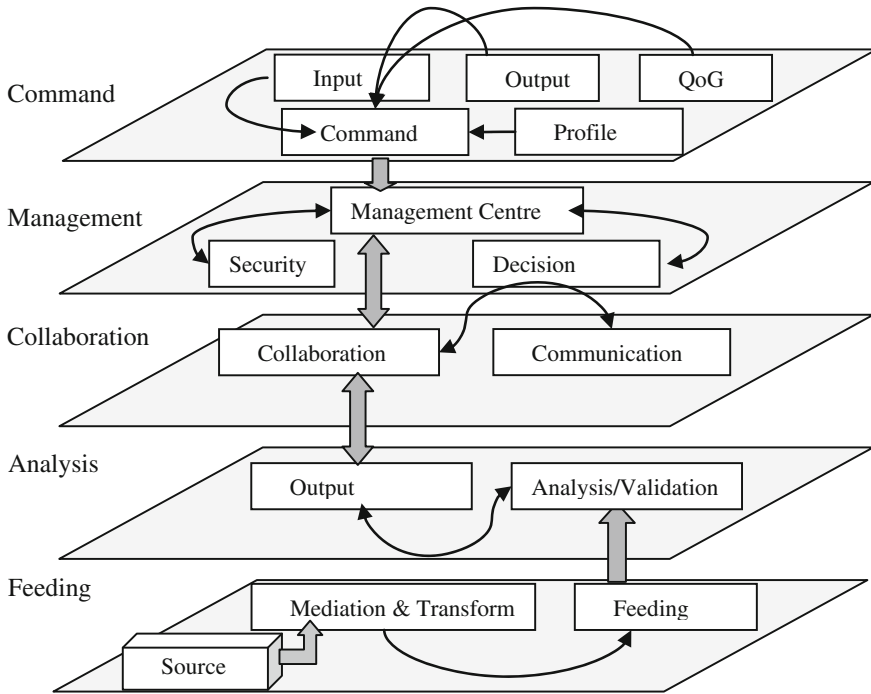 Input
Output
QoG
Command
Command
Profile
Management
Management Centre
Security
Decision
Collaboration
Collaboration
Communication
Analysis
Output
Analysis/Validation
Feeding
Mediation & Transform
Feeding
Source